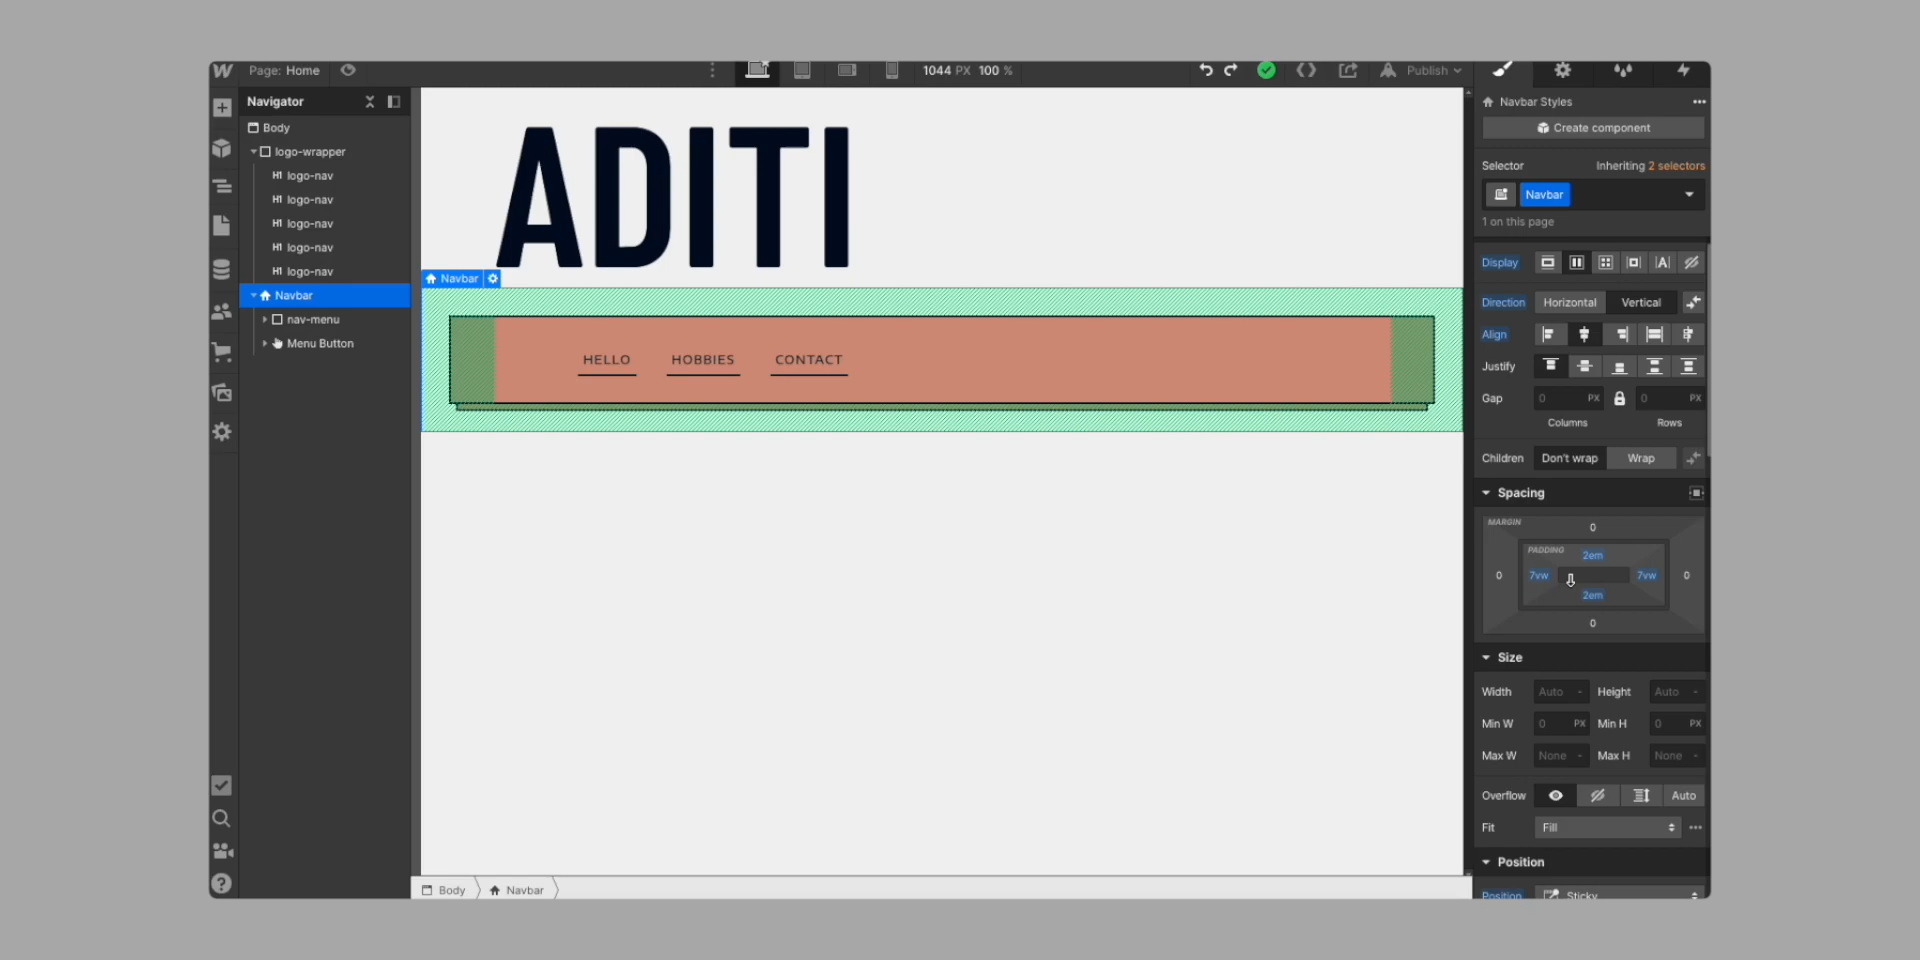 Page: Home
1044 PX 100 %
Publish
Navigator
Body
logo-wrapper
H1 logo-nav
H1 logo-nav
H1 logo-nav
H1 logo-nav
H1 logo-nav
Navbar
nav-menu
Menu Button
ADITI
Navbar
HELLO HOBBIES CONTACT
Body Navbar
Navbar Styles
Create component
Selector Inheriting 2 selectors
Navbar
1 on this page
Display
Direction Horizontal Vertical
Align
Justify
Gap 0 PX 0 PX
Columns Rows
Children Don't wrap Wrap
Spacing
MARGIN 0
PADDING 2em
0 7vw 7vw 0
2em
0
Size
Width Auto - Height Auto -
Min W 0 PX Min H 0 PX
Max W None - Max H None -
Overflow Auto
Fit Fill
Position
Position Sticky